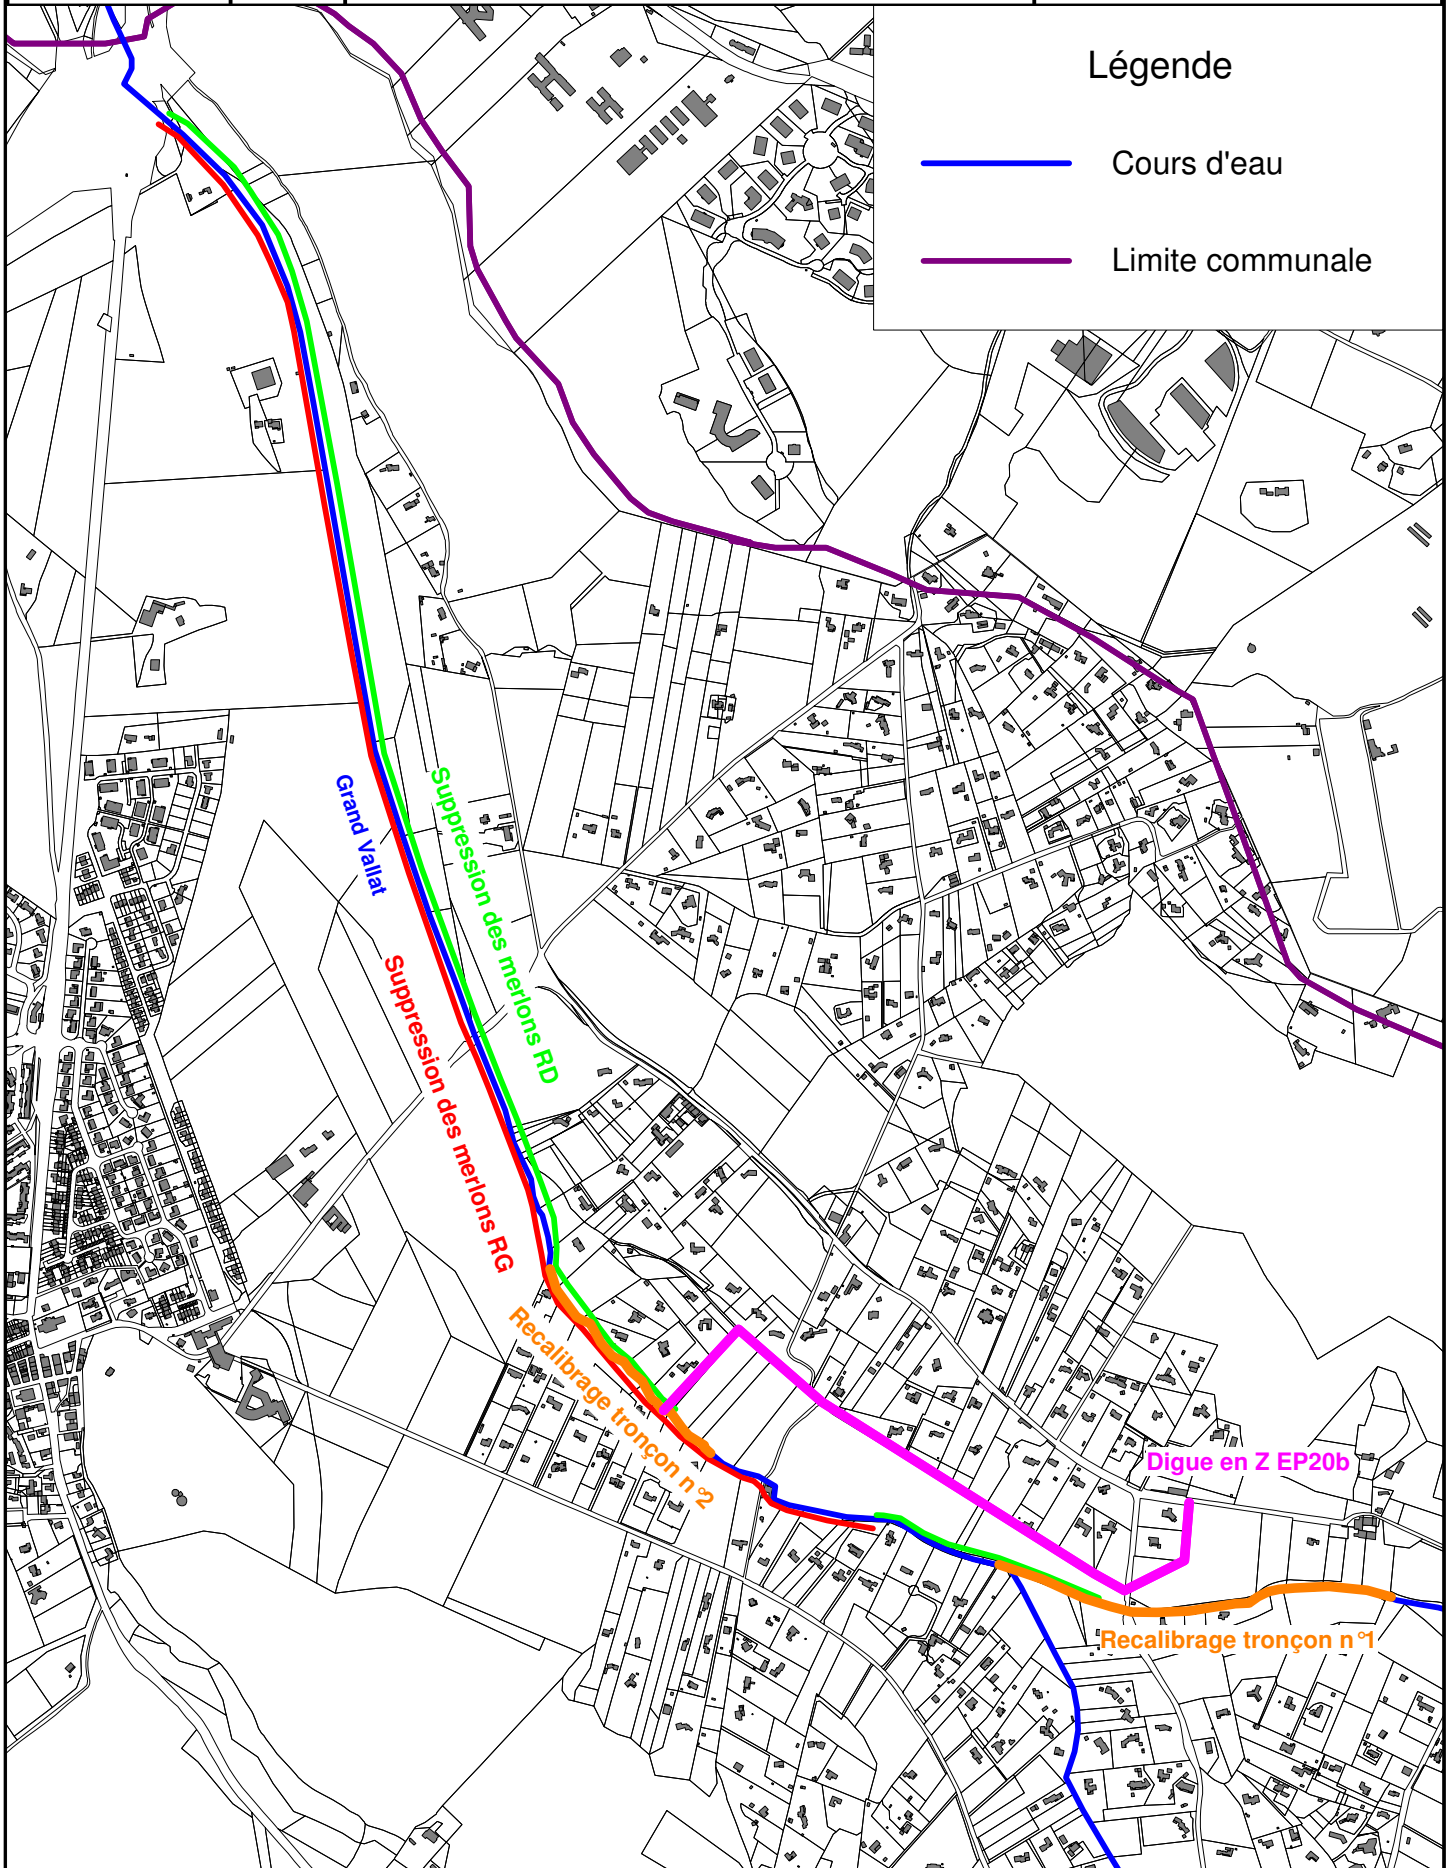 Légende
Cours d'eau
Limite communale
Grand Vallat
Suppression des merlons RD
Suppression des merlons RG
Recalibrage tronçon n°2
Digue en Z EP20b
Recalibrage tronçon n°1